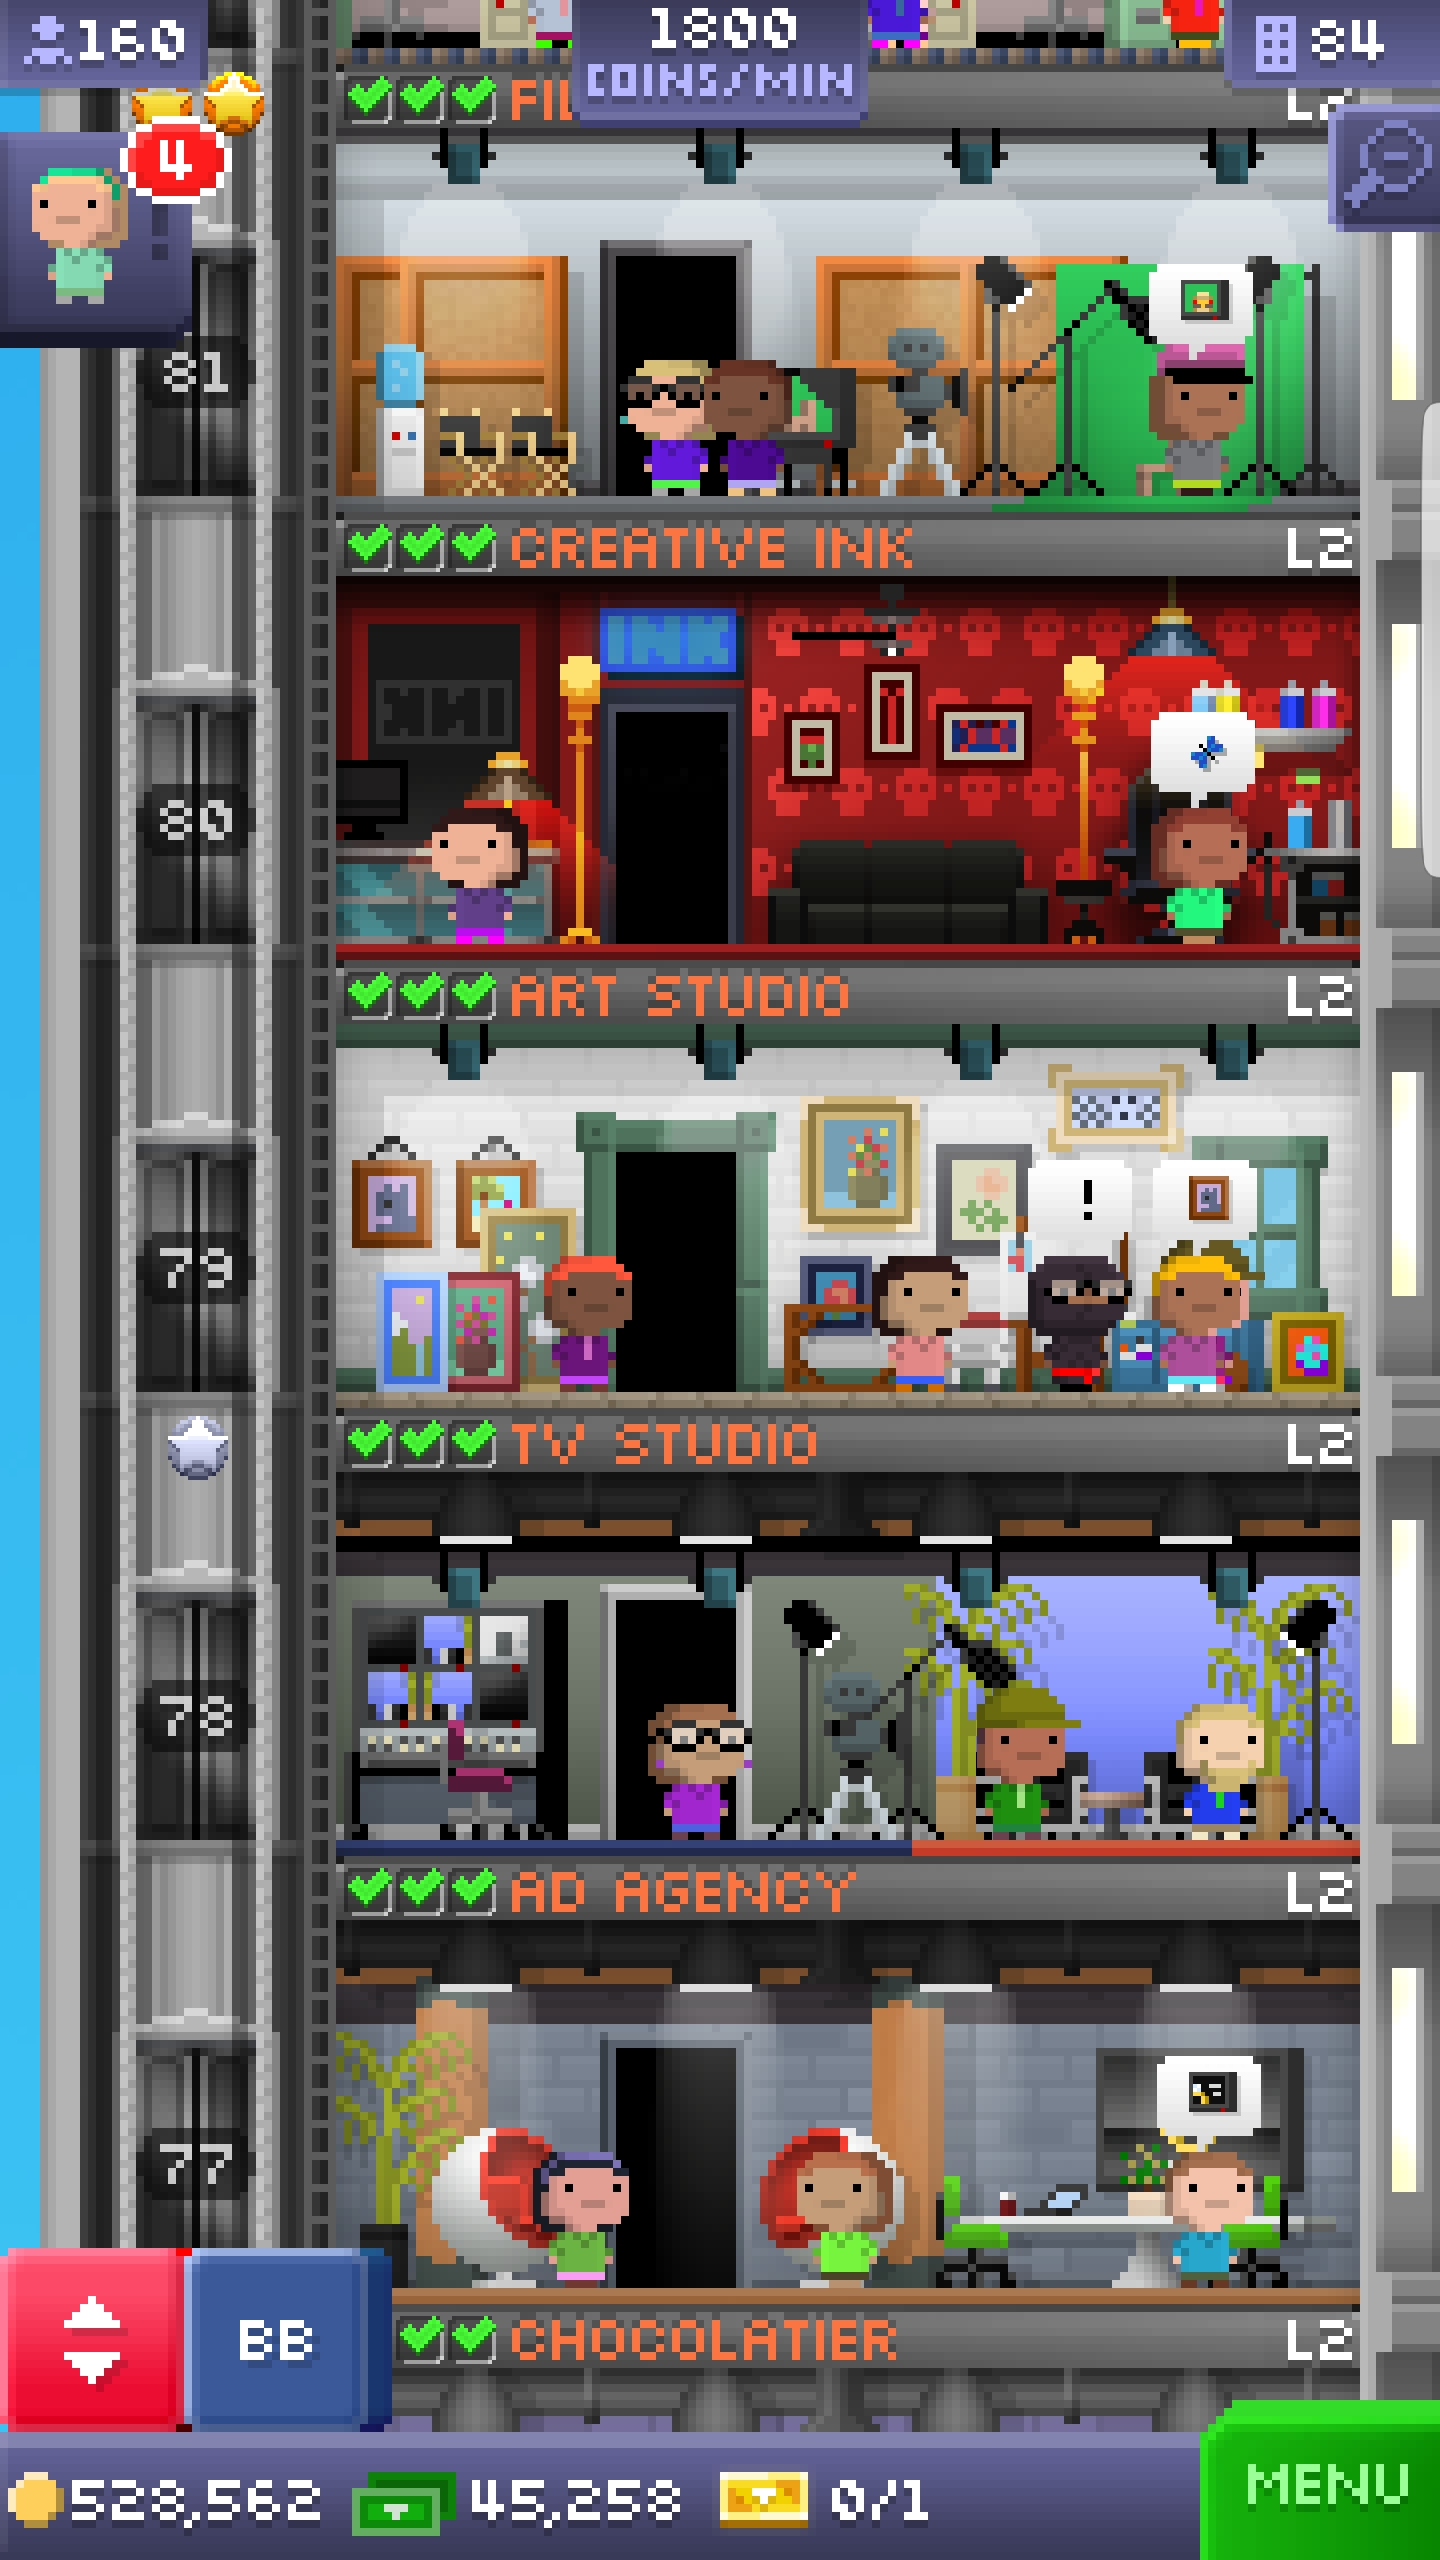 160
1800
COINS/MIN
84
FIL
L2
4
81
CREATIVE INK
L2
INK
80
ART STUDIO
L2
79
!
TV STUDIO
L2
78
AD AGENCY
L2
77
BB
CHOCOLATIER
L2
528,562
45,258
0/1
MENU